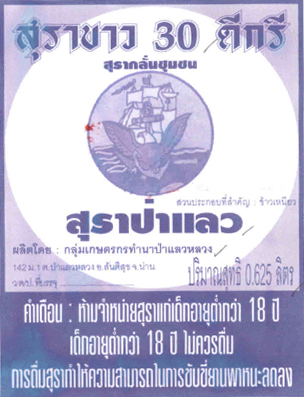 สุราขาว 30 ดีกรี
สุรากลั่นชุมชน
ส่วนประกอบที่สำคัญ : ข้าวเหนียว
สุราป่าแลว
ผลิตโดย : กลุ่มเกษตรกรทำนาป่าแลวหลวง
142 ม.1 ต.ป่าแลวหลวง อ.สันติสุข จ.น่าน
ปริมาณสุทธิ 0.625 ลิตร
ว/ด/ป. ที่บรรจุ
คำเตือน : ห้ามจำหน่ายสุราแก่เด็กอายุต่ำกว่า 18 ปี
เด็กอายุต่ำกว่า 18 ปี ไม่ควรดื่ม
การดื่มสุราทำให้ความสามารถในการขับขี่ยานพาหนะลดลง